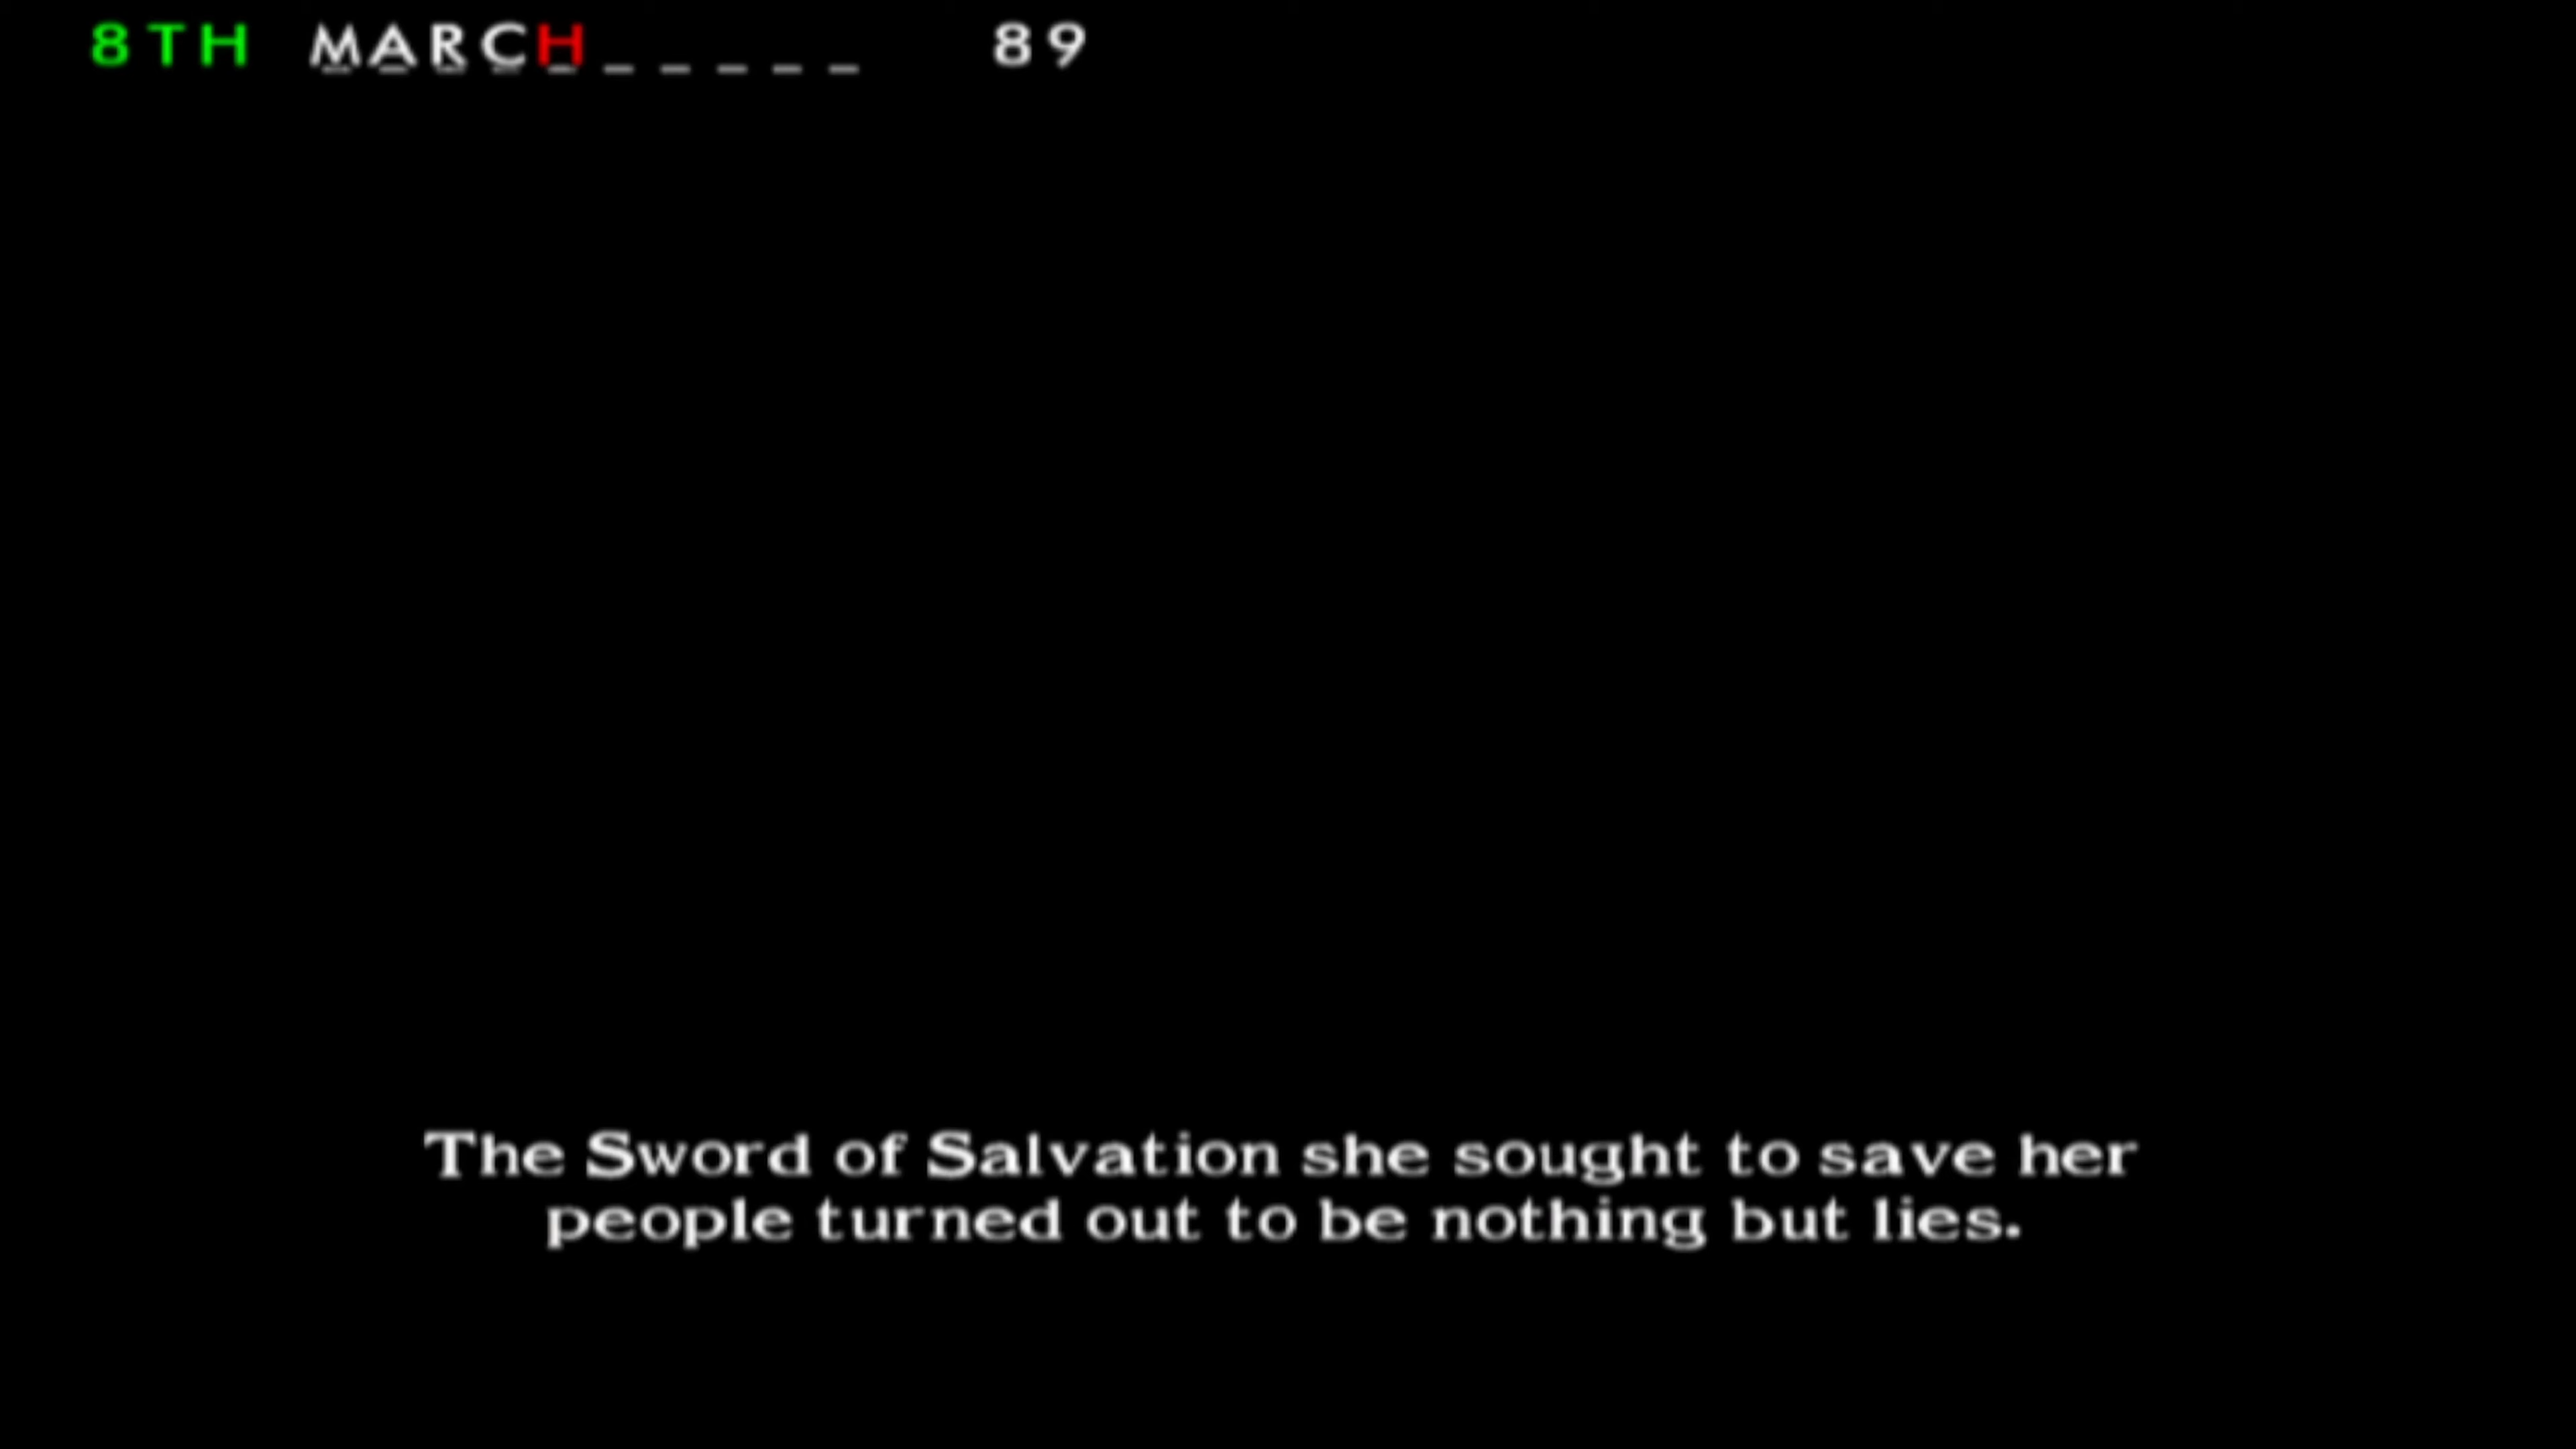 8TH MARCH_____ 89
The Sword of Salvation she sought to save her
people turned out to be nothing but lies.